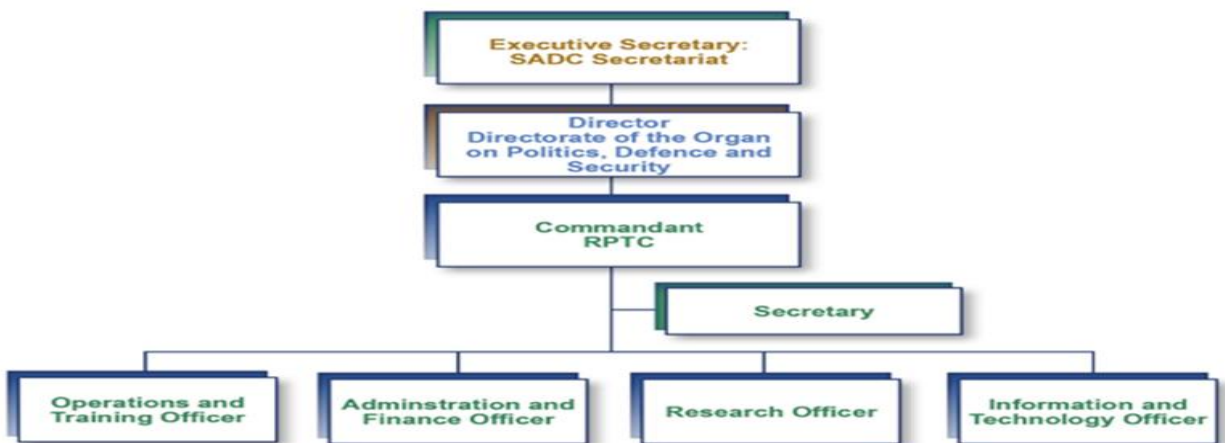 Executive Secretary:
SADC Secretariat
Director
Directorate of the Organ
on Politics, Defence and
Security
Commandant
RPTC
Secretary
Operations and
Training Officer
Adminstration and
Finance Officer
Research Officer
Information and
Technology Officer